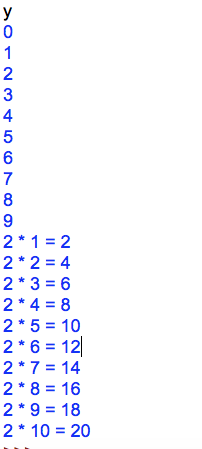 y
0
1
2
3
4
5
6
7
8
9
2 * 1 = 2
2 * 2 = 4
2 * 3 = 6
2 * 4 = 8
2 * 5 = 10
2 * 6 = 12
2 * 7 = 14
2 * 8 = 16
2 * 9 = 18
2 * 10 = 20